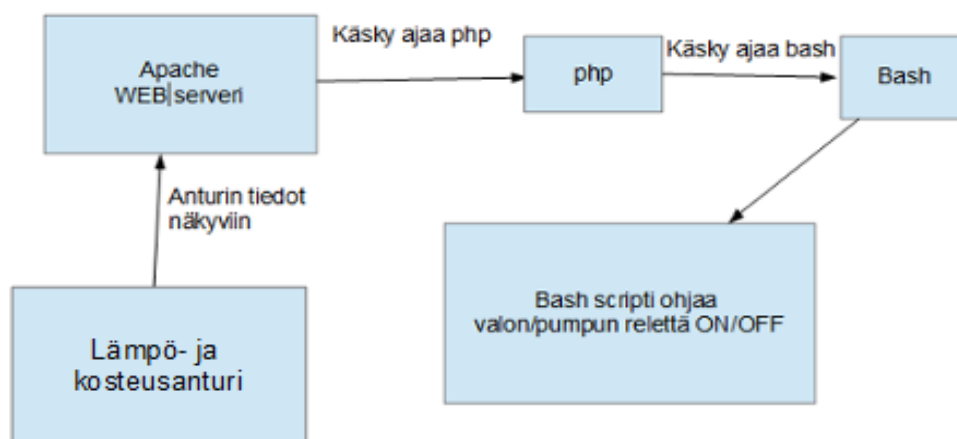 Apache
WEB|serveri
Käsky ajaa php
php
Käsky ajaa bash
Bash
Anturin tiedot
näkyviin
Lämpö- ja
kosteusanturi
Bash scripti ohjaa
valon/pumpun relettä ON/OFF